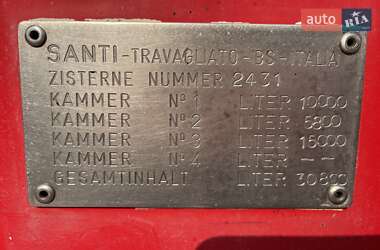 auto RIA
SANTI-TRAVAGLIATO-BS-ITALIA
ZISTERNE NUMMER 2431
KAMMER Nº 1 LITER 10000
KAMMER Nº 2 LITER 5800
KAMMER Nº 3 LITER 15000
KAMMER Nº 4 LITER --
GESAMTINHALT LITER 30800